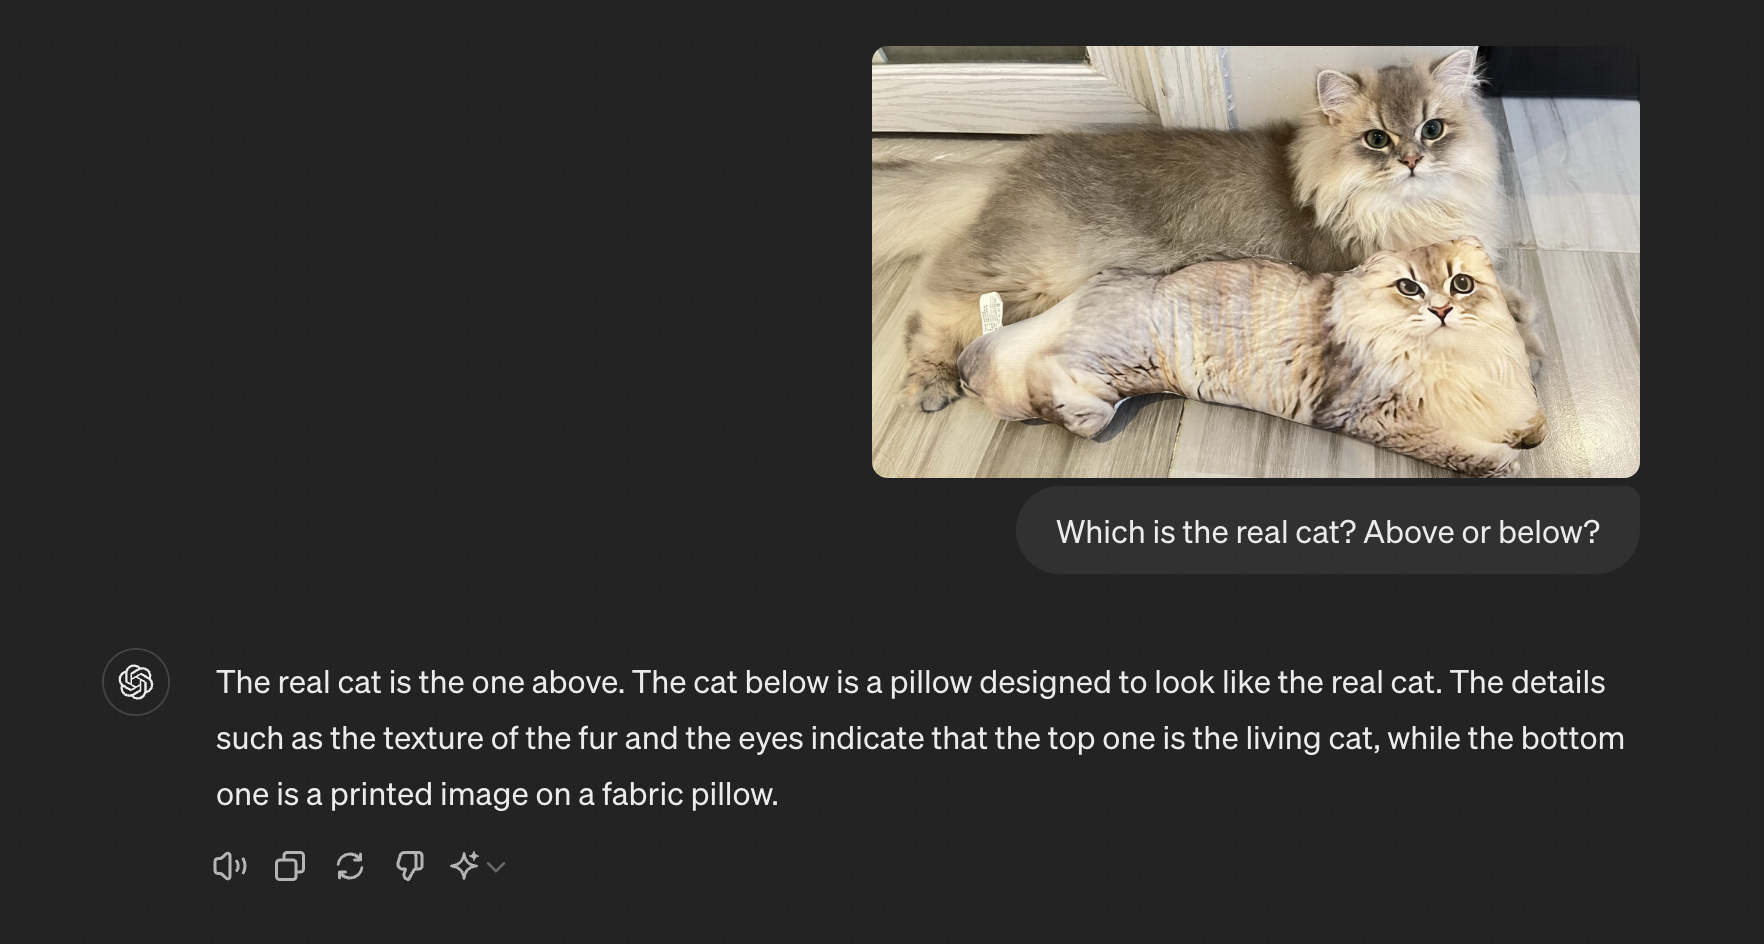 Which is the real cat? Above or below?
The real cat is the one above. The cat below is a pillow designed to look like the real cat. The details
such as the texture of the fur and the eyes indicate that the top one is the living cat, while the bottom
one is a printed image on a fabric pillow.